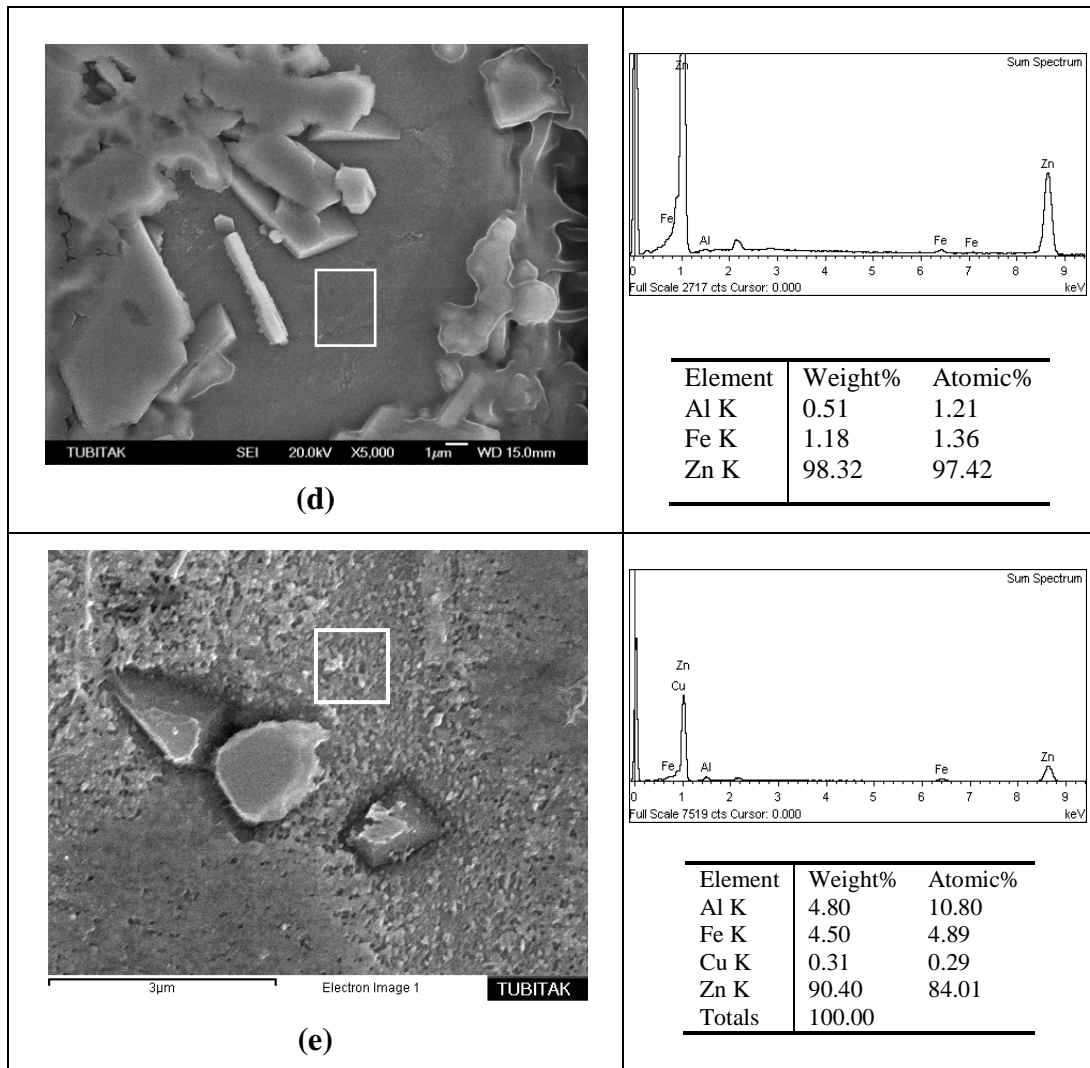 Sum Spectrum
Zn
Zn
Fe
Al
Fe
Fe
0 1 2 3 4 5 6 7 8 9
Full Scale 2717 cts Cursor: 0.000 keV
TUBITAK SEI 20.0kV X5,000 1µm WD 15.0mm
(d)
Element Weight% Atomic%
Al K 0.51 1.21
Fe K 1.18 1.36
Zn K 98.32 97.42
Sum Spectrum
Zn
Cu
Zn
Fe
Al
Fe
0 1 2 3 4 5 6 7 8 9
Full Scale 7519 cts Cursor: 0.000 keV
3µm Electron Image 1 TUBITAK
(e)
Element Weight% Atomic%
Al K 4.80 10.80
Fe K 4.50 4.89
Cu K 0.31 0.29
Zn K 90.40 84.01
Totals 100.00